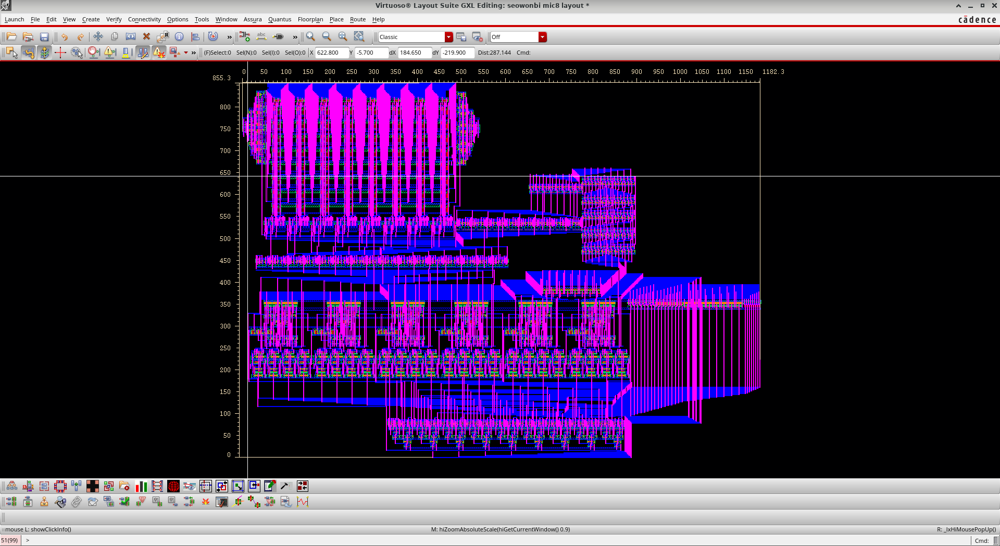 Virtuoso® Layout Suite GXL Editing: seowonbi mic8 layout *
Launch File Edit View Create Verify Connectivity Options Tools Window Assura Quantus Floorplan Place Route Help cādence
abc Classic Off
(F)Select:0 Sel(N):0 Sel(I):0 Sel(O):0 X 622.800 Y -5.700 dX 184.650 dY -219.900 Dist:287.144 Cmd:
0 50 100 150 200 250 300 350 400 450 500 550 600 650 700 750 800 850 900 950 1000 1050 1100 1150 1182.3
855.3
800
750
700
650
600
550
500
450
400
350
300
250
200
150
100
50
0
mouse L: showClickInfo() M: hiZoomAbsoluteScale(hiGetCurrentWindow() 0.9) R: _lxHiMousePopUp()
51(99) > Cmd: